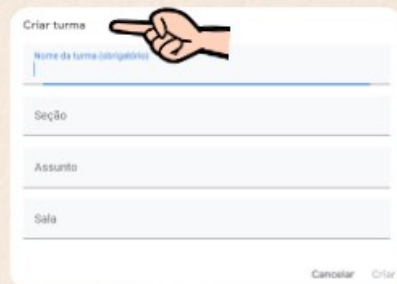 Criar turma
Nome da turma (obrigatório)
Seção
Assunto
Sala
Cancelar Criar